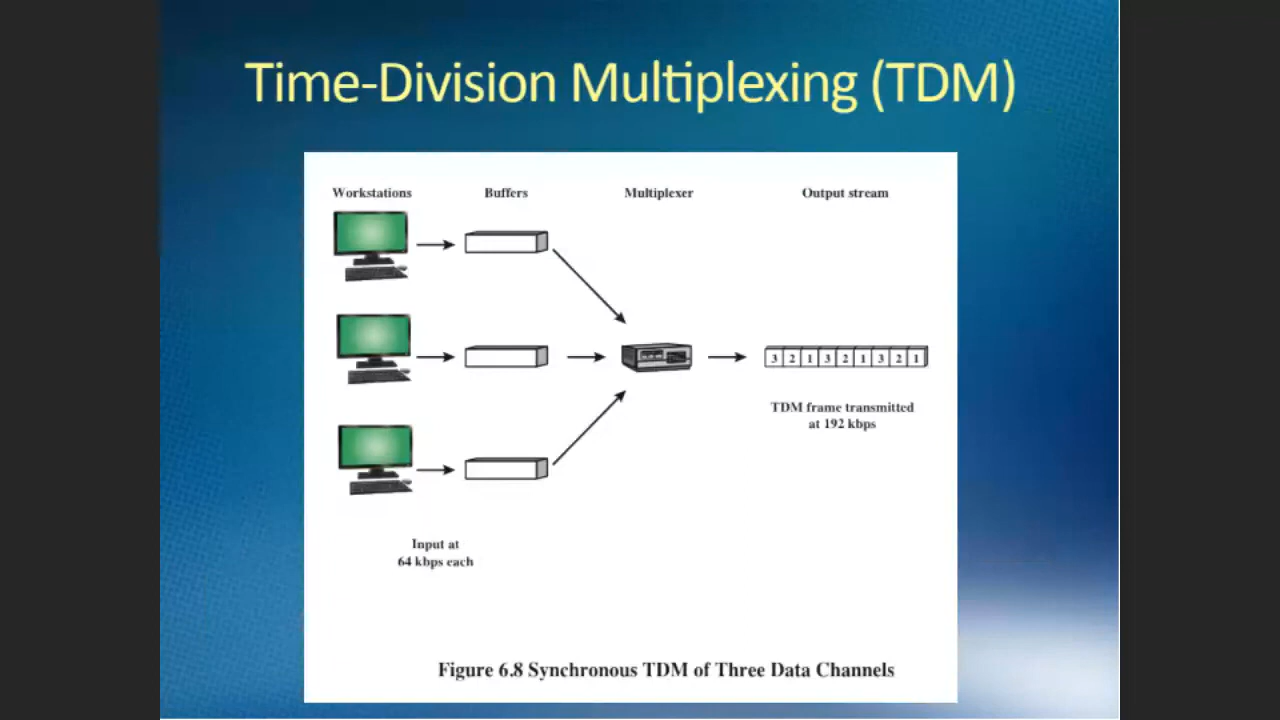 Time-Division Multiplexing (TDM)
Workstations
Buffers
Multiplexer
Output stream
3 2 1 3 2 1 3 2 1
TDM frame transmitted
at 192 kbps
Input at
64 kbps each
Figure 6.8 Synchronous TDM of Three Data Channels